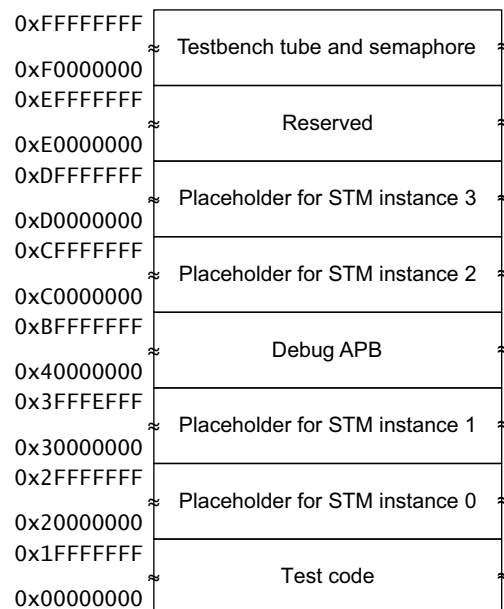 0xFFFFFFFF
Testbench tube and semaphore
0xF0000000
0xEFFFFFFF
Reserved
0xE0000000
0xDFFFFFFF
Placeholder for STM instance 3
0xD0000000
0xCFFFFFFF
Placeholder for STM instance 2
0xC0000000
0xBFFFFFFF
Debug APB
0x40000000
0x3FFFEFFF
Placeholder for STM instance 1
0x30000000
0x2FFFFFFF
Placeholder for STM instance 0
0x20000000
0x1FFFFFFF
Test code
0x00000000